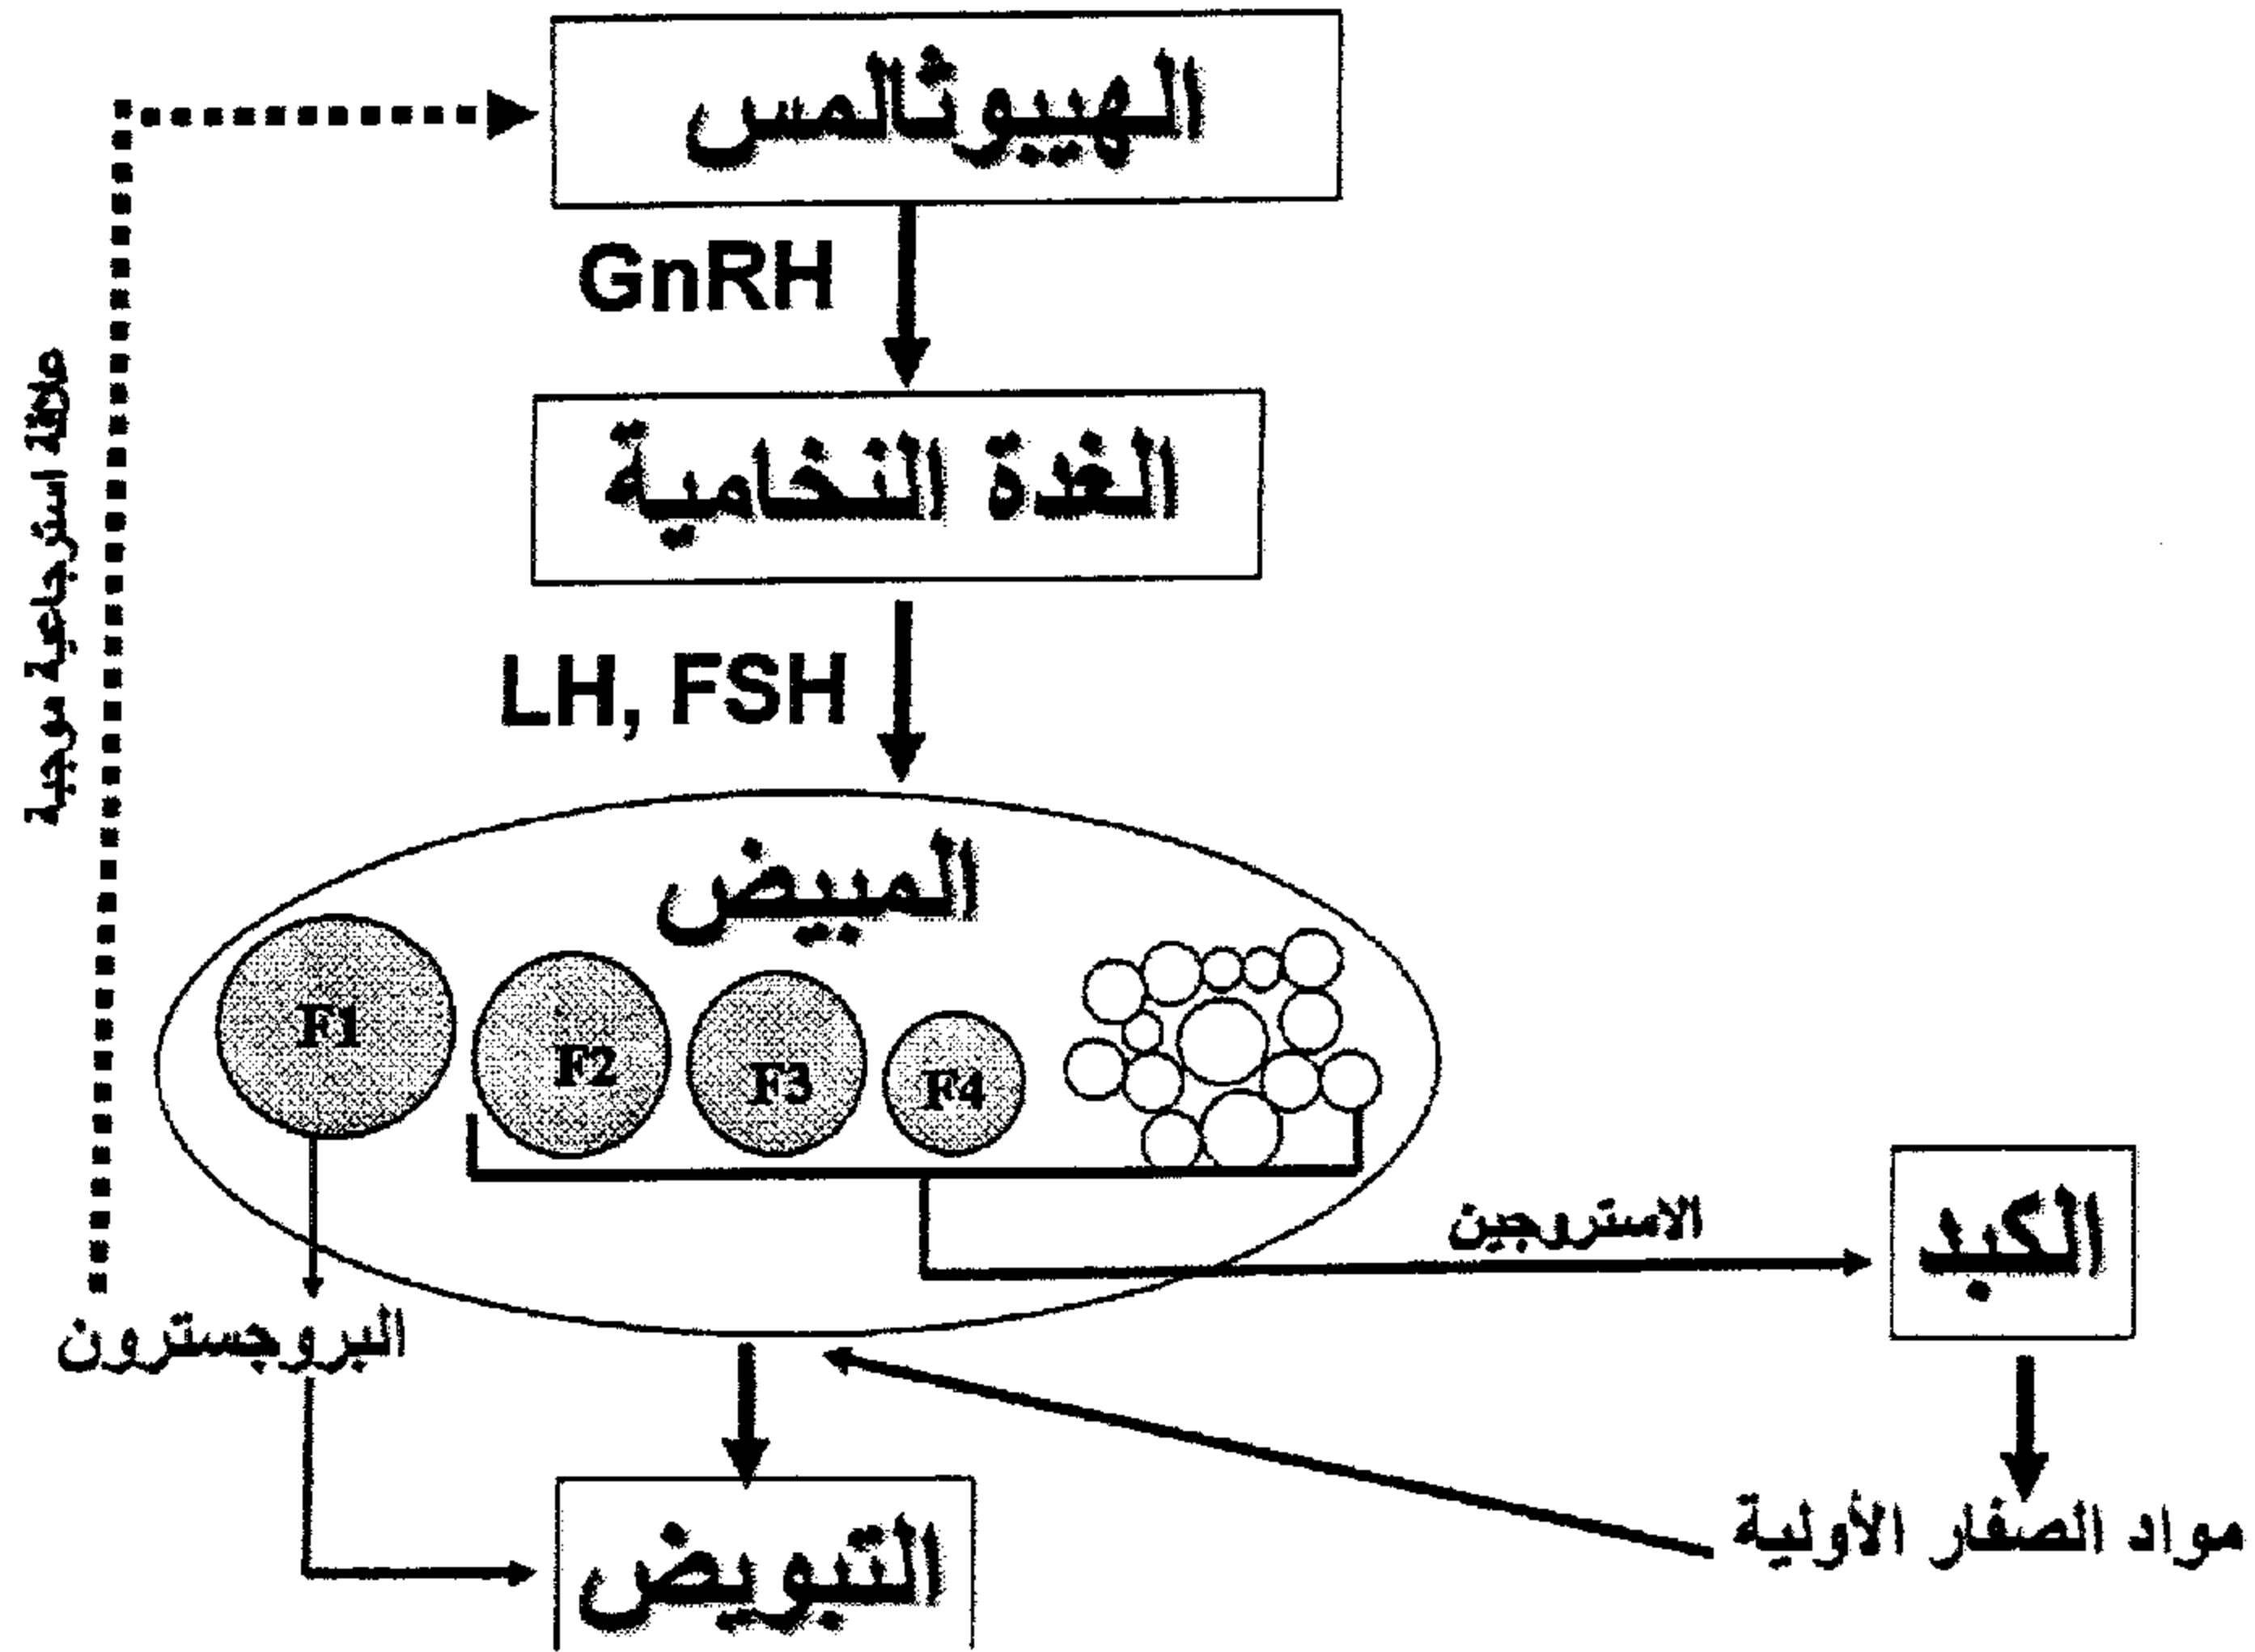 الهيبوثالمس
GnRH
الغدة النخامية
LH, FSH
علاقة استرجاعية موجبة
المبيض
F1
F2
F3
F4
الاستروجين
الكبد
البروجسترون
مواد الصفار الأولية
التبويض